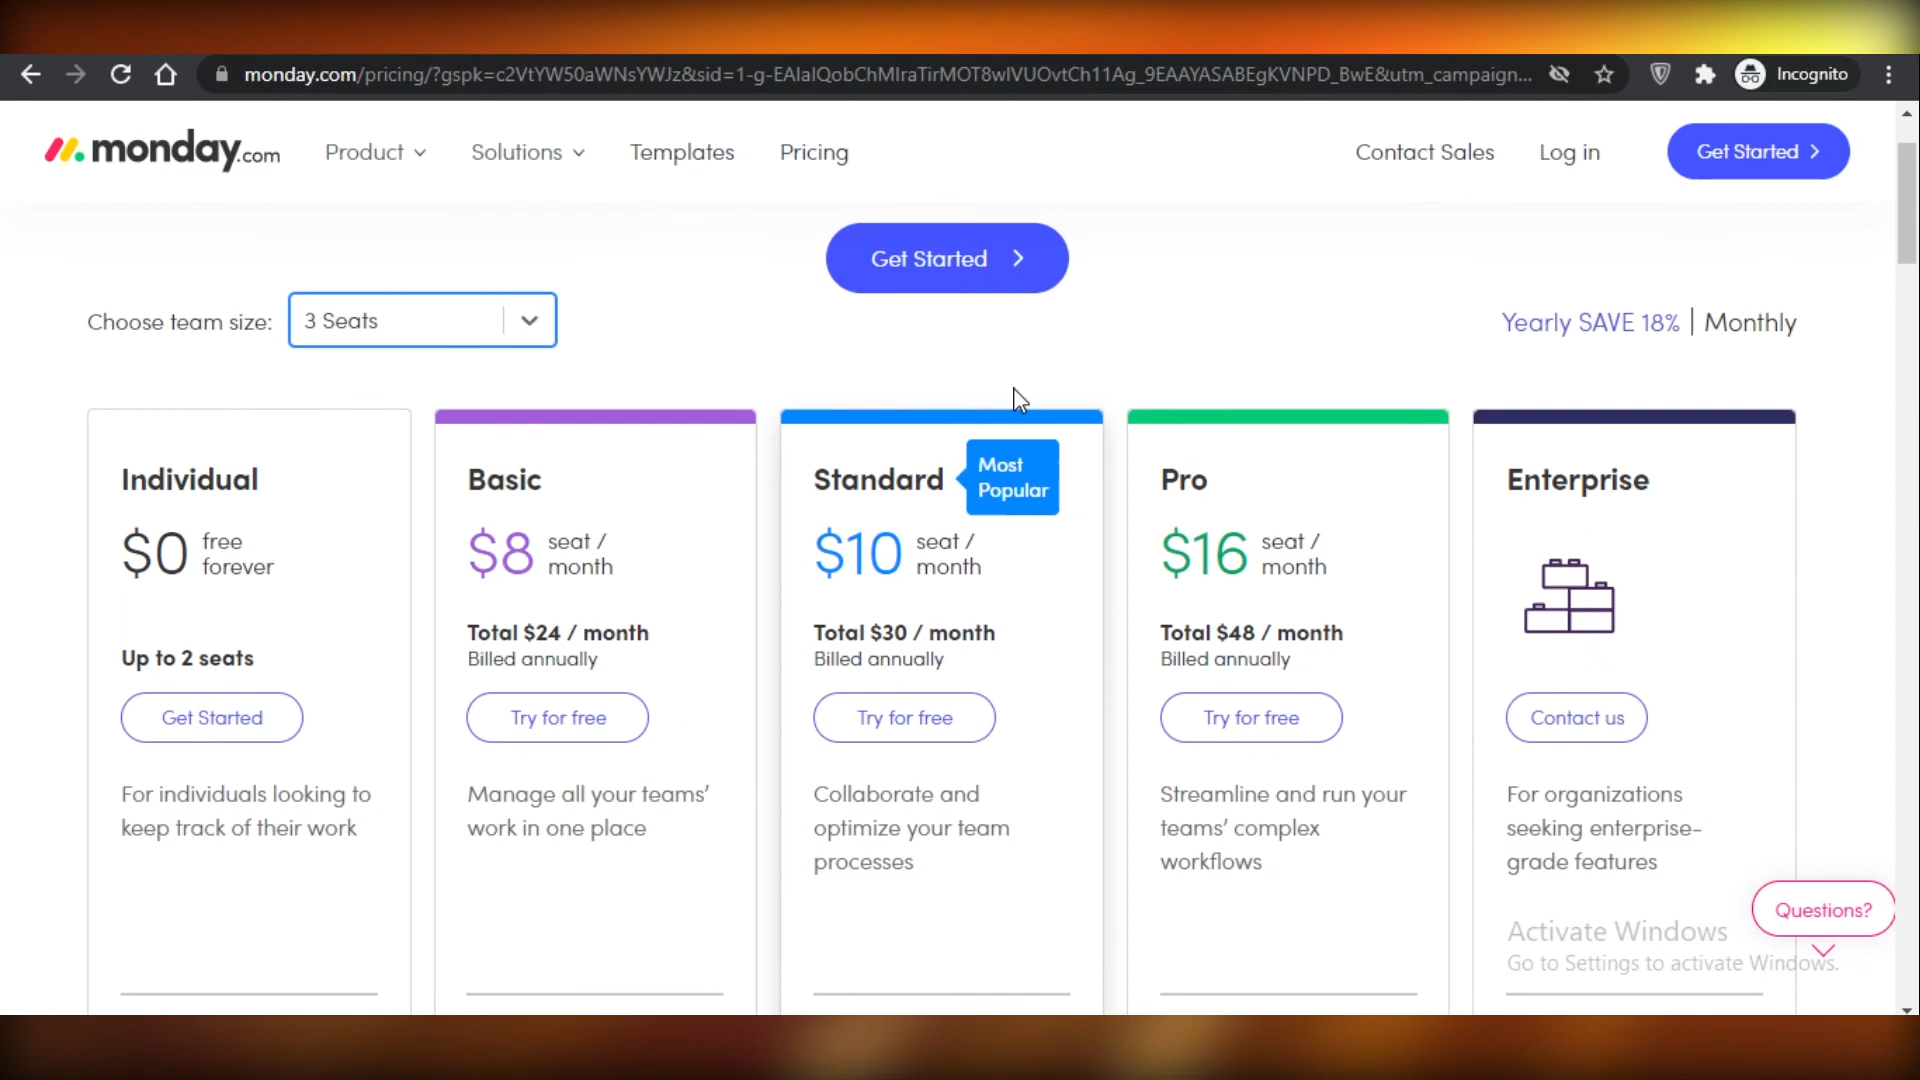 monday.com/pricing/?gspk=c2VtYW50aWNsYWJz&sid=1-g-EAIaIQobChMIraTirMOT8wIVUOvtCh11Ag_9EAAYASABEgKVNPD_BwE&utm_campaign...
Incognito
monday.com
Product
Solutions
Templates
Pricing
Contact Sales
Log in
Get Started
Get Started
Choose team size:
3 Seats
Yearly SAVE 18% | Monthly
Individual
$0 free
forever
Up to 2 seats
Get Started
For individuals looking to
keep track of their work
Basic
$8 seat /
month
Total $24 / month
Billed annually
Try for free
Manage all your teams'
work in one place
Standard
Most
Popular
$10 seat /
month
Total $30 / month
Billed annually
Try for free
Collaborate and
optimize your team
processes
Pro
$16 seat /
month
Total $48 / month
Billed annually
Try for free
Streamline and run your
teams' complex
workflows
Enterprise
Contact us
For organizations
seeking enterprise-
grade features
Questions?
Activate Windows
Go to Settings to activate Windows.